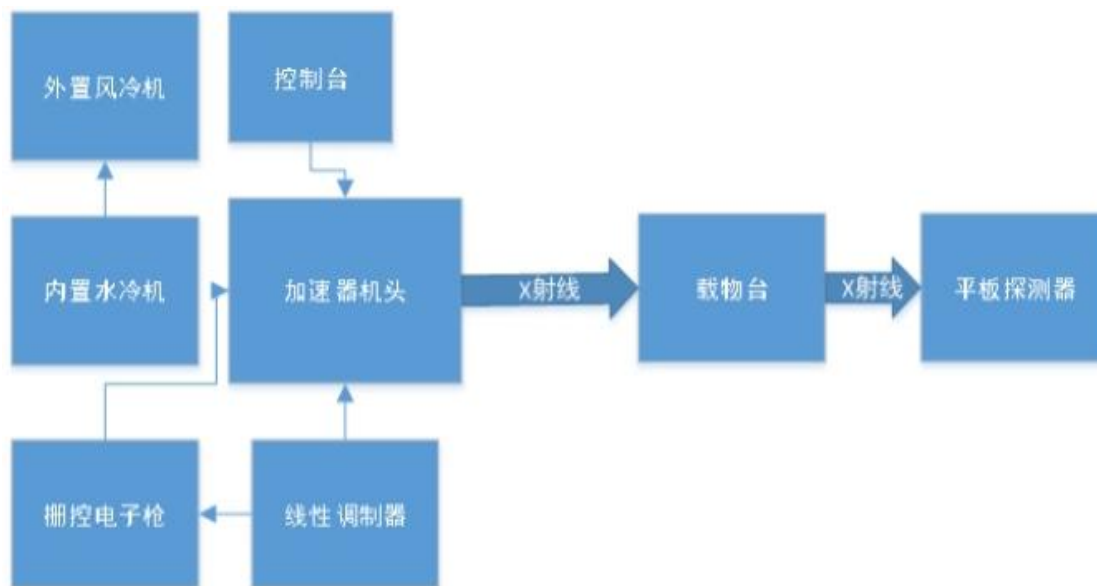 外置风冷机
控制台
内置水冷机
加速器机头
X射线
载物台
X射线
平板探测器
栅控电子枪
线性调制器